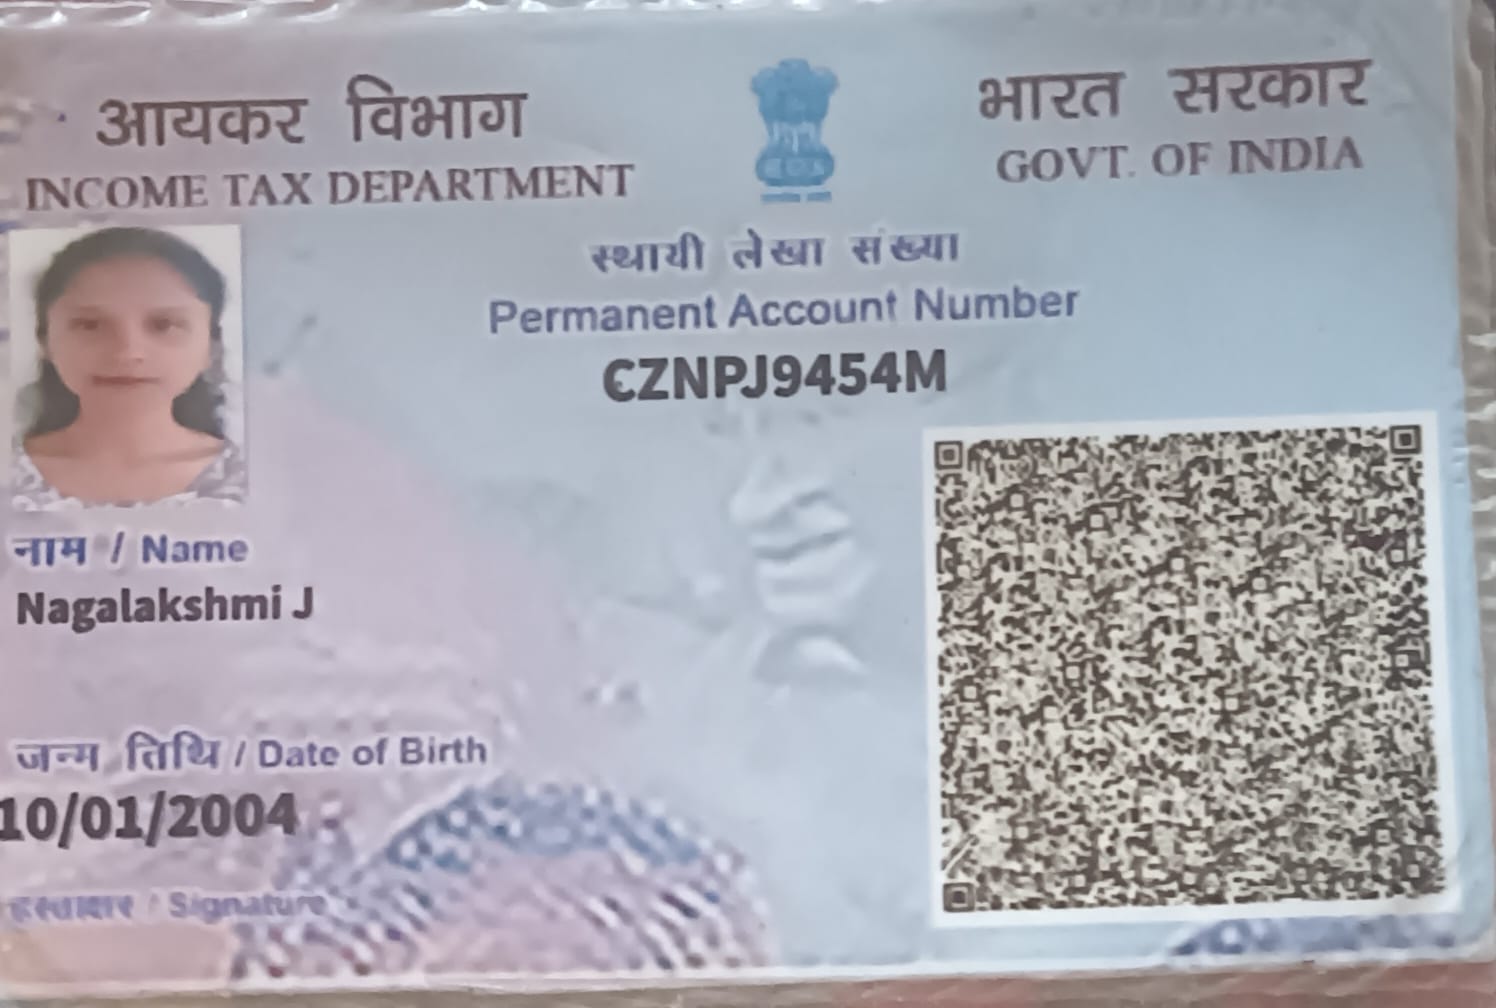 आयकर विभाग
INCOME TAX DEPARTMENT
भारत सरकार
GOVT. OF INDIA
स्थायी लेखा संख्या
Permanent Account Number
CZNPJ9454M
नाम / Name
Nagalakshmi J
जन्म तिथि / Date of Birth
10/01/2004
हस्ताक्षर / Signature